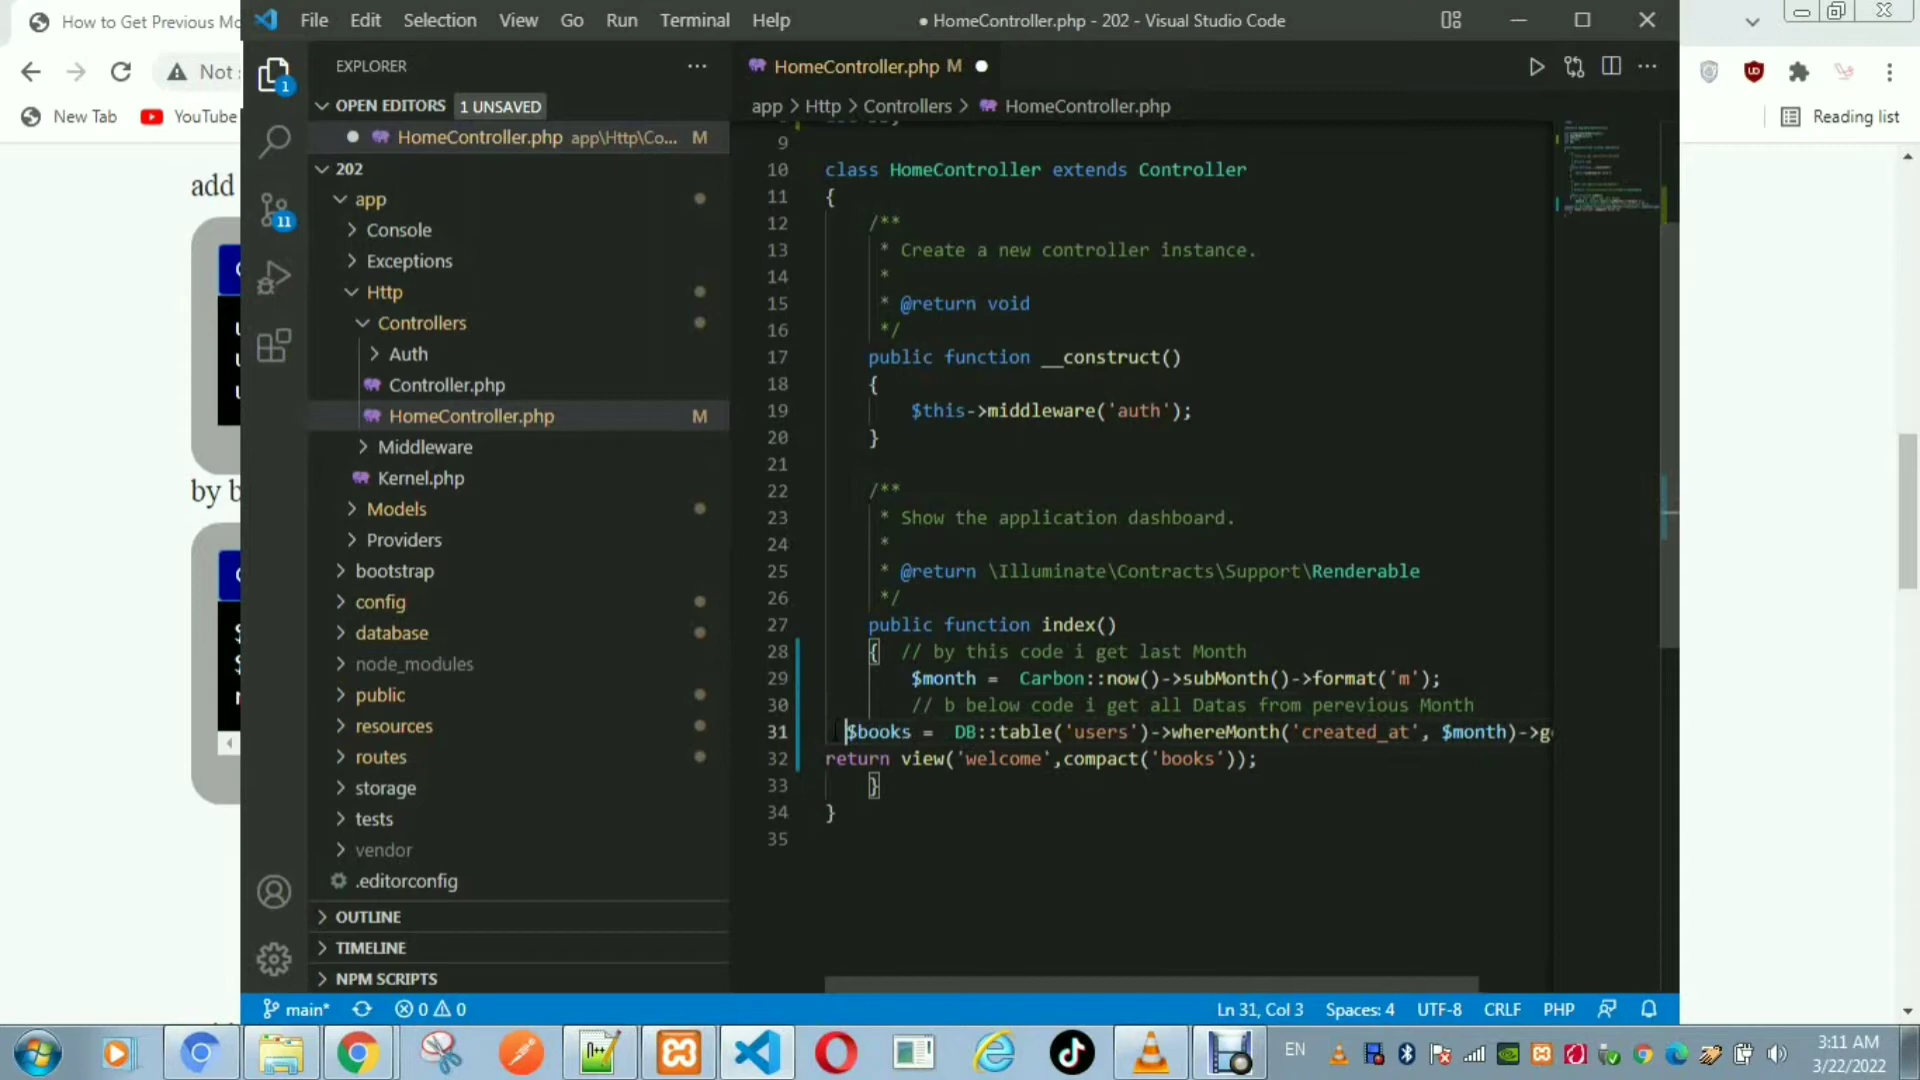 How to Get Previous Mo
File Edit Selection View Go Run Terminal Help
● HomeController.php - 202 - Visual Studio Code
Not
New Tab
YouTube
Reading list
EXPLORER
OPEN EDITORS 1 UNSAVED
HomeController.php app\Http\Co... M
202
app
Console
Exceptions
Http
Controllers
Auth
Controller.php
HomeController.php M
Middleware
Kernel.php
Models
Providers
bootstrap
config
database
node_modules
public
resources
routes
storage
tests
vendor
.editorconfig
OUTLINE
TIMELINE
NPM SCRIPTS
1
11
add
by b
HomeController.php M
app > Http > Controllers > HomeController.php
9
10 class HomeController extends Controller
11 {
12 /**
13 * Create a new controller instance.
14 *
15 * @return void
16 */
17 public function __construct()
18 {
19 $this->middleware('auth');
20 }
21
22 /**
23 * Show the application dashboard.
24 *
25 * @return \Illuminate\Contracts\Support\Renderable
26 */
27 public function index()
28 { // by this code i get last Month
29 $month = Carbon::now()->subMonth()->format('m');
30 // b below code i get all Datas from perevious Month
31 $books = DB::table('users')->whereMonth('created_at', $month)->g
32 return view('welcome',compact('books'));
33 }
34 }
35
main* 0 0
Ln 31, Col 3 Spaces: 4 UTF-8 CRLF PHP
EN
3:11 AM
3/22/2022